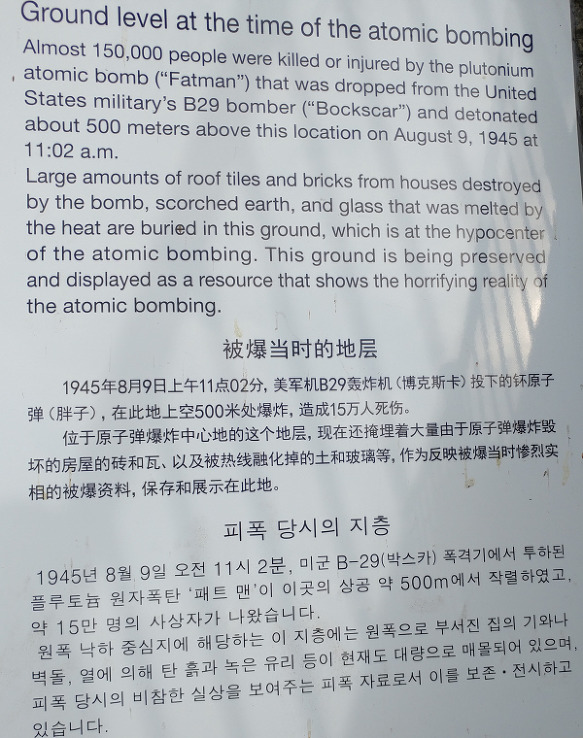 Ground level at the time of the atomic bombing
Almost 150,000 people were killed or injured by the plutonium
atomic bomb (“Fatman”) that was dropped from the United
States military’s B29 bomber (“Bockscar”) and detonated
about 500 meters above this location on August 9, 1945 at
11:02 a.m.
Large amounts of roof tiles and bricks from houses destroyed
by the bomb, scorched earth, and glass that was melted by
the heat are buried in this ground, which is at the hypocenter
of the atomic bombing. This ground is being preserved
and displayed as a resource that shows the horrifying reality of
the atomic bombing.
被爆当时的地层
1945年8月9日上午11点02分, 美军机B29轰炸机（博克斯卡）投下的钚原子
弹（胖子）, 在此地上空500米处爆炸, 造成15万人死伤。
位于原子弹爆炸中心地的这个地层, 现在还掩埋着大量由于原子弹爆炸毁
坏的房屋的砖和瓦、以及被热线融化掉的土和玻璃等, 作为反映被爆当时惨烈实
相的被爆资料, 保存和展示在此地。
피폭 당시의 지층
1945년 8월 9일 오전 11시 2분, 미군 B-29(박스카) 폭격기에서 투하된
플루토늄 원자폭탄 ‘패트 맨’이 이곳의 상공 약 500m에서 작렬하였고,
약 15만 명의 사상자가 나왔습니다.
원폭 낙하 중심지에 해당하는 이 지층에는 원폭으로 부서진 집의 기와나
벽돌, 열에 의해 탄 흙과 녹은 유리 등이 현재도 대량으로 매몰되어 있으며,
피폭 당시의 비참한 실상을 보여주는 피폭 자료로서 이를 보존・전시하고
있습니다.